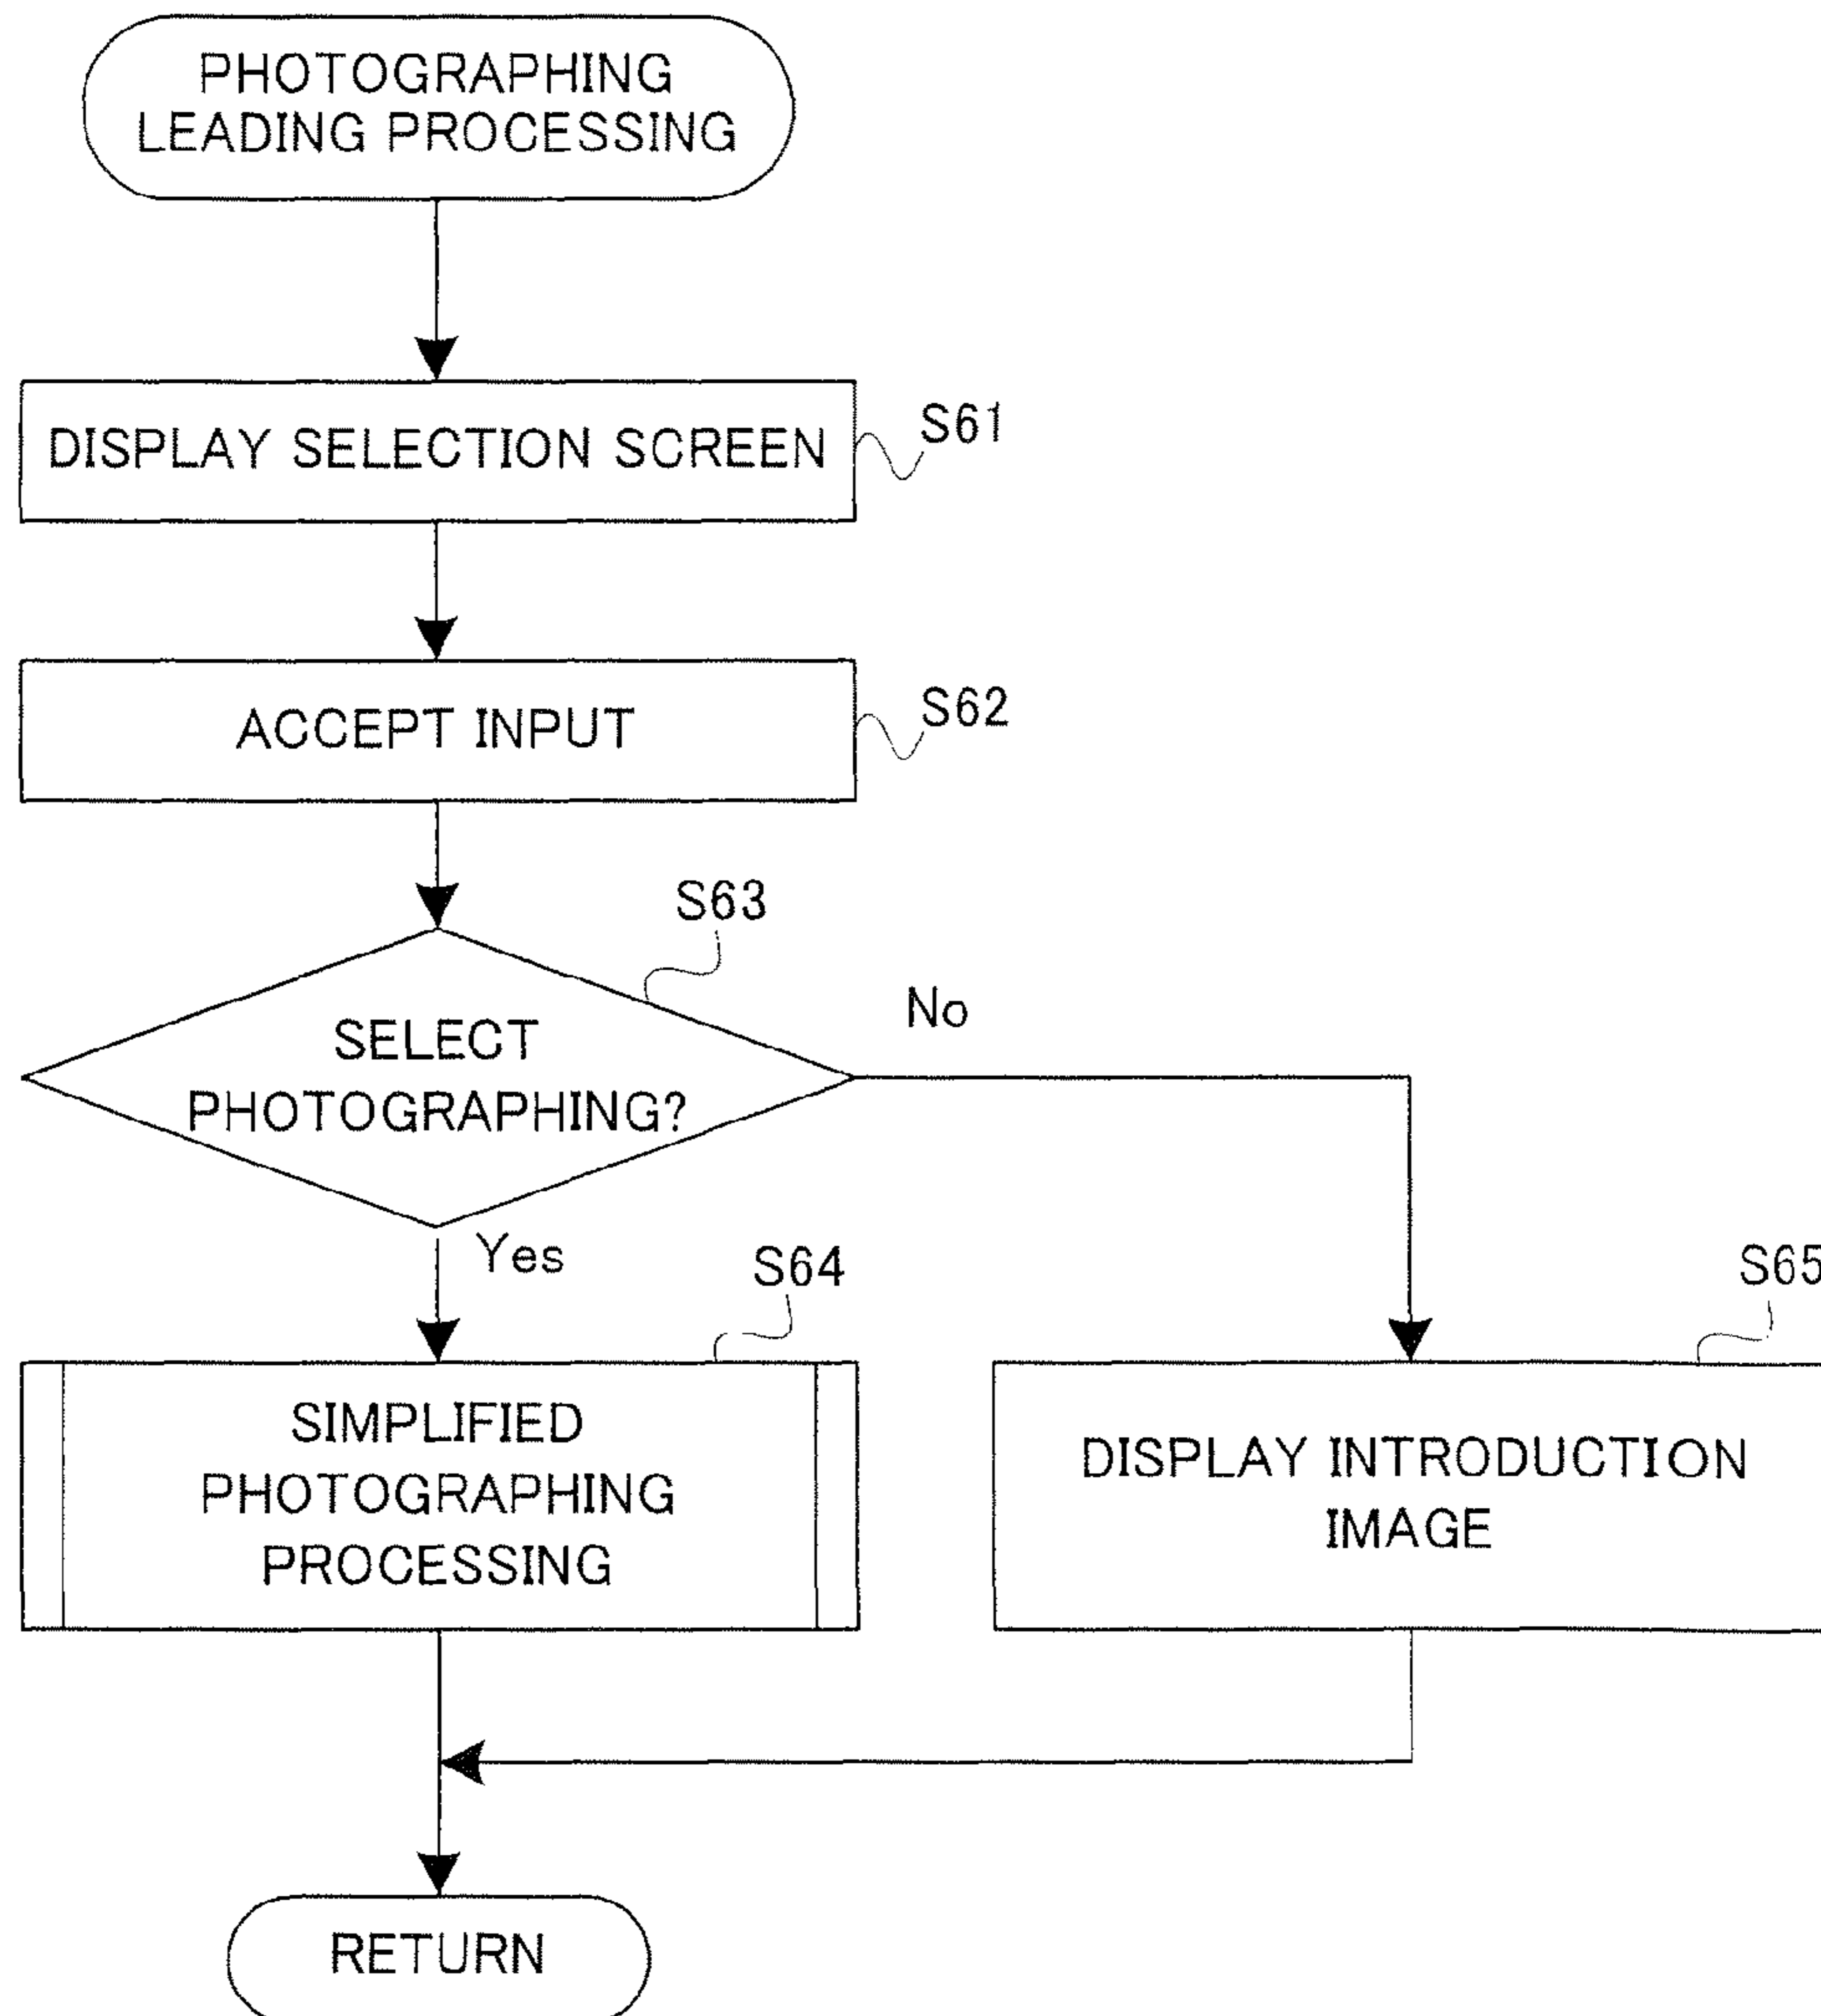 PHOTOGRAPHING
LEADING PROCESSING
DISPLAY SELECTION SCREEN
S61
ACCEPT INPUT
S62
S63
SELECT
PHOTOGRAPHING?
No
Yes
S64
S65
SIMPLIFIED
PHOTOGRAPHING
PROCESSING
DISPLAY INTRODUCTION
IMAGE
RETURN